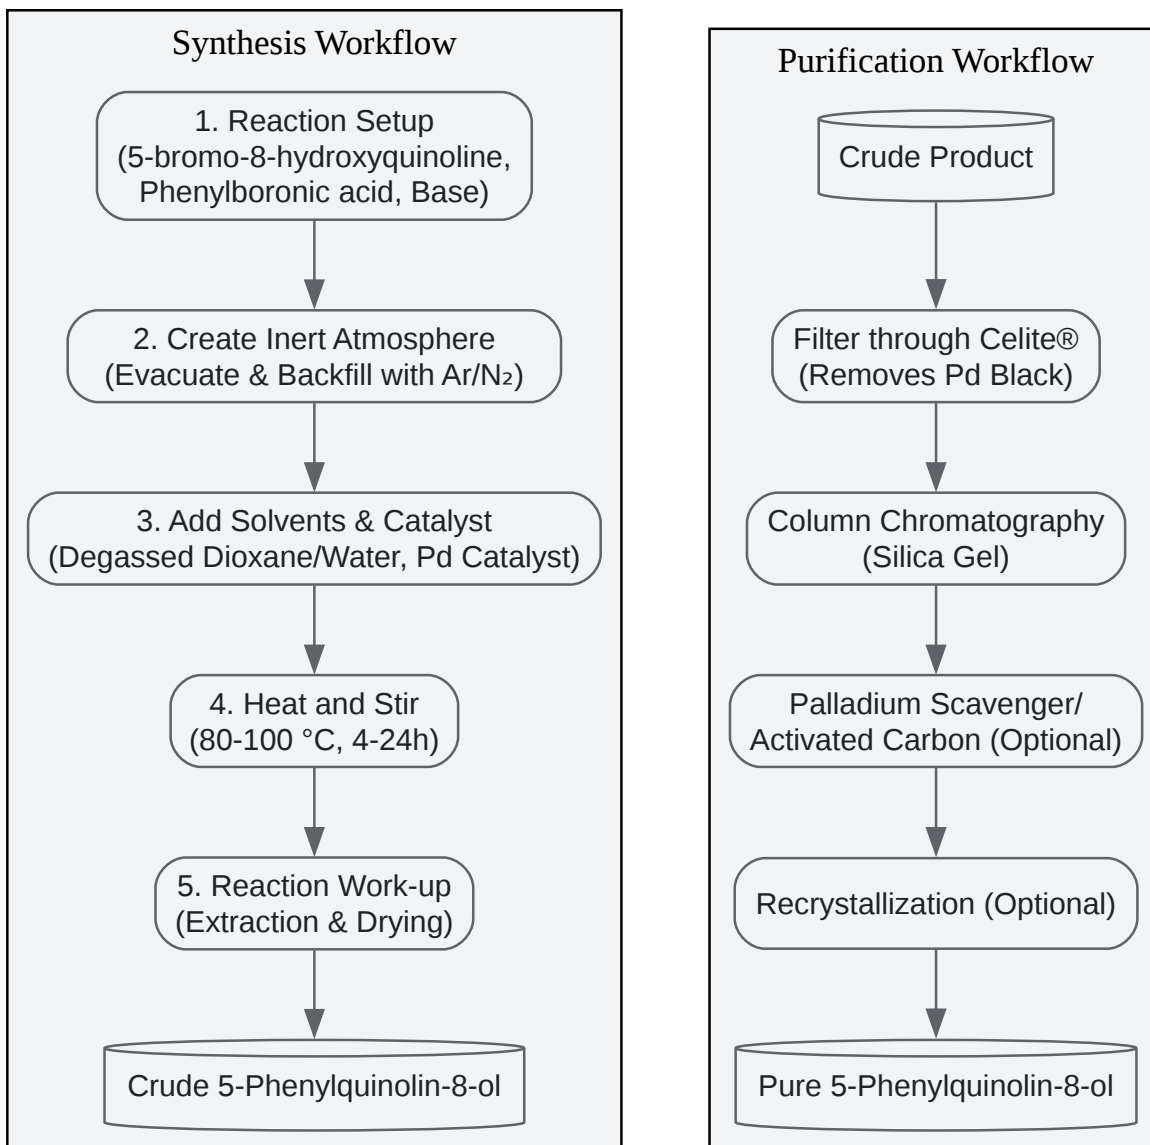 Synthesis Workflow
1. Reaction Setup
(5-bromo-8-hydroxyquinoline,
Phenylboronic acid, Base)
2. Create Inert Atmosphere
(Evacuate & Backfill with Ar/N₂)
3. Add Solvents & Catalyst
(Degassed Dioxane/Water, Pd Catalyst)
4. Heat and Stir
(80-100 °C, 4-24h)
5. Reaction Work-up
(Extraction & Drying)
Crude 5-Phenylquinolin-8-ol
Purification Workflow
Crude Product
Filter through Celite®
(Removes Pd Black)
Column Chromatography
(Silica Gel)
Palladium Scavenger/
Activated Carbon (Optional)
Recrystallization (Optional)
Pure 5-Phenylquinolin-8-ol